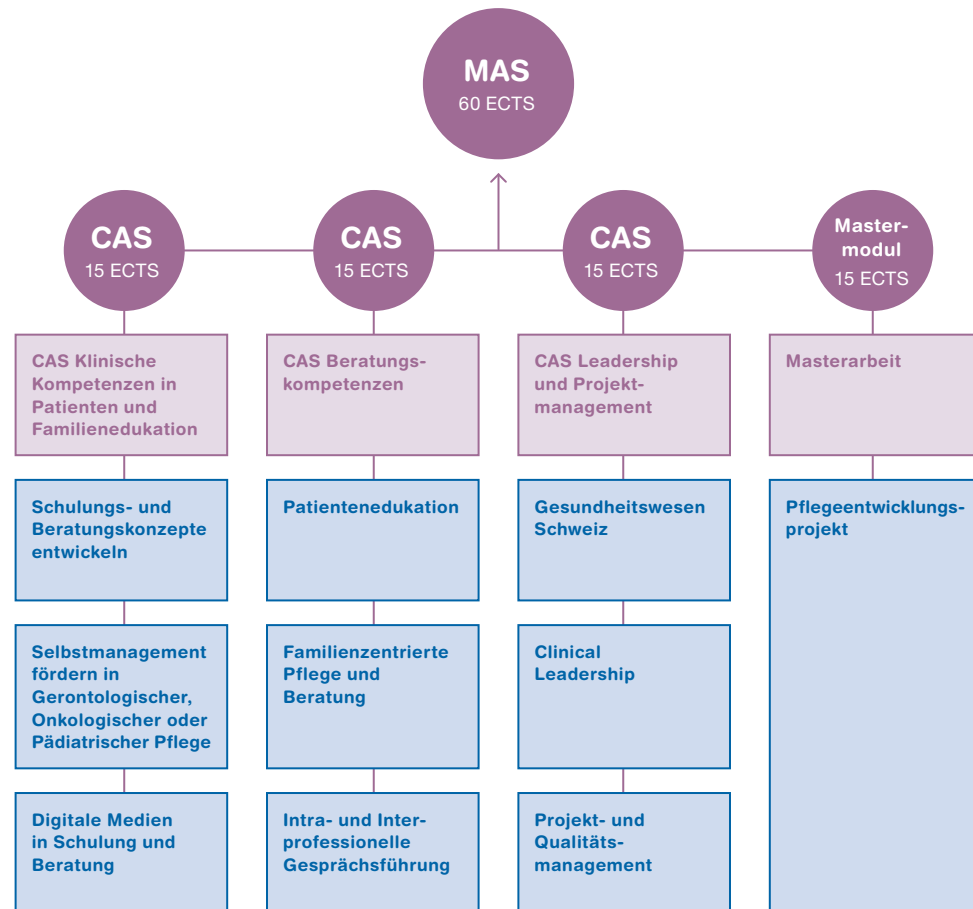 MAS
60 ECTS
CAS
15 ECTS
CAS
15 ECTS
CAS
15 ECTS
Master-
modul
15 ECTS
CAS Klinische
Kompetenzen in
Patienten und
Familienedukation
CAS Beratungs-
kompetenzen
CAS Leadership
und Projekt-
management
Masterarbeit
Schulungs- und
Beratungskonzepte
entwickeln
Patientenedukation
Gesundheitswesen
Schweiz
Pflegeentwicklungs-
projekt
Selbstmanagement
fördern in
Gerontologischer,
Onkologischer oder
Pädiatrischer Pflege
Familienzentrierte
Pflege und
Beratung
Clinical
Leadership
Digitale Medien
in Schulung und
Beratung
Intra- und Inter-
professionelle
Gesprächsführung
Projekt- und
Qualitäts-
management